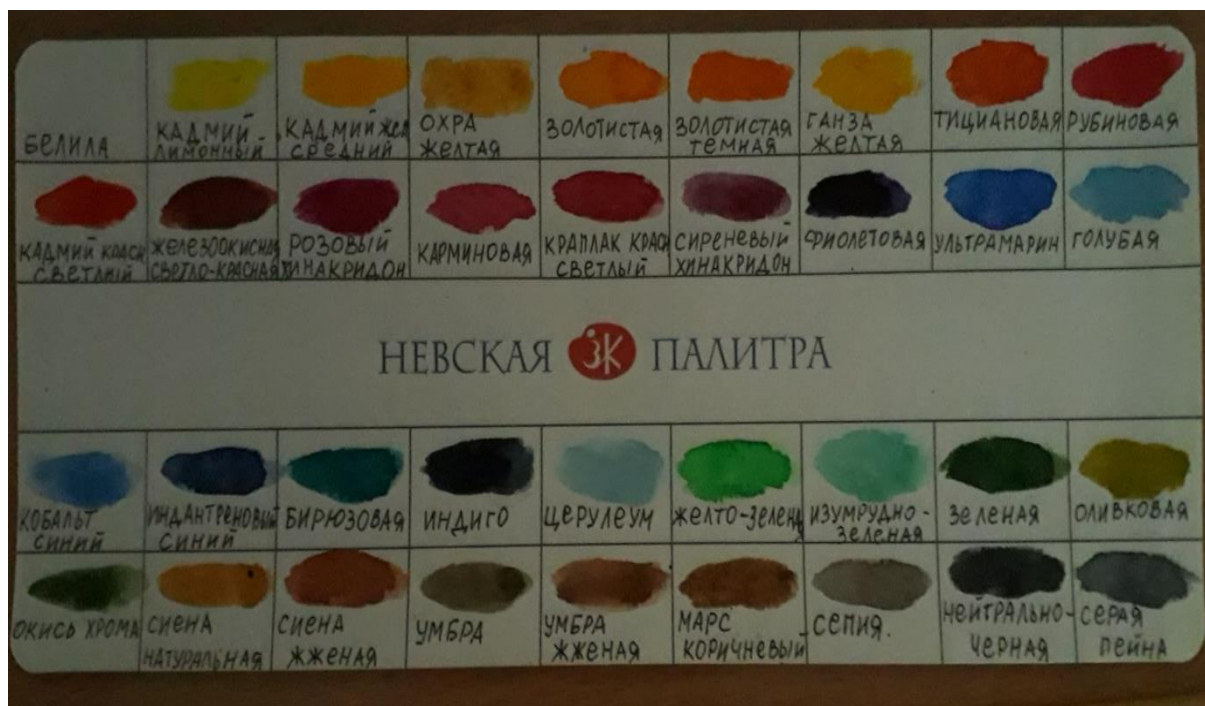 БЕЛИЛА
КАДМИЙ
ЛИМОННЫЙ
КАДМИЙ ЖЕЛ
СРЕДНИЙ
ОХРА
ЖЕЛТАЯ
ЗОЛОТИСТАЯ
ЗОЛОТИСТАЯ
ТЕМНАЯ
ГАНЗА
ЖЕЛТАЯ
ТИЦИАНОВАЯ
РУБИНОВАЯ
КАДМИЙ КРАСН
СВЕТЛЫЙ
ЖЕЛЕЗООКИСНАЯ
СВЕТЛО-КРАСНАЯ
РОЗОВЫЙ
ХИНАКРИДОН
КАРМИНОВАЯ
КРАПЛАК КРАСН
СВЕТЛЫЙ
СИРЕНЕВЫЙ
ХИНАКРИДОН
ФИОЛЕТОВАЯ
УЛЬТРАМАРИН
ГОЛУБАЯ
НЕВСКАЯ ЗК ПАЛИТРА
КОБАЛЬТ
СИНИЙ
ИНДАНТРЕНОВЫЙ
СИНИЙ
БИРЮЗОВАЯ
ИНДИГО
ЦЕРУЛЕУМ
ЖЕЛТО-ЗЕЛЕНА
ИЗУМРУДНО-
ЗЕЛЕНАЯ
ЗЕЛЕНАЯ
ОЛИВКОВАЯ
ОКИСЬ ХРОМА
СИЕНА
НАТУРАЛЬНАЯ
СИЕНА
ЖЖЕНАЯ
УМБРА
УМБРА
ЖЖЕНАЯ
МАРС
КОРИЧНЕВЫЙ
СЕПИЯ.
НЕЙТРАЛЬНО-
ЧЕРНАЯ
СЕРАЯ
ПЕЙНА